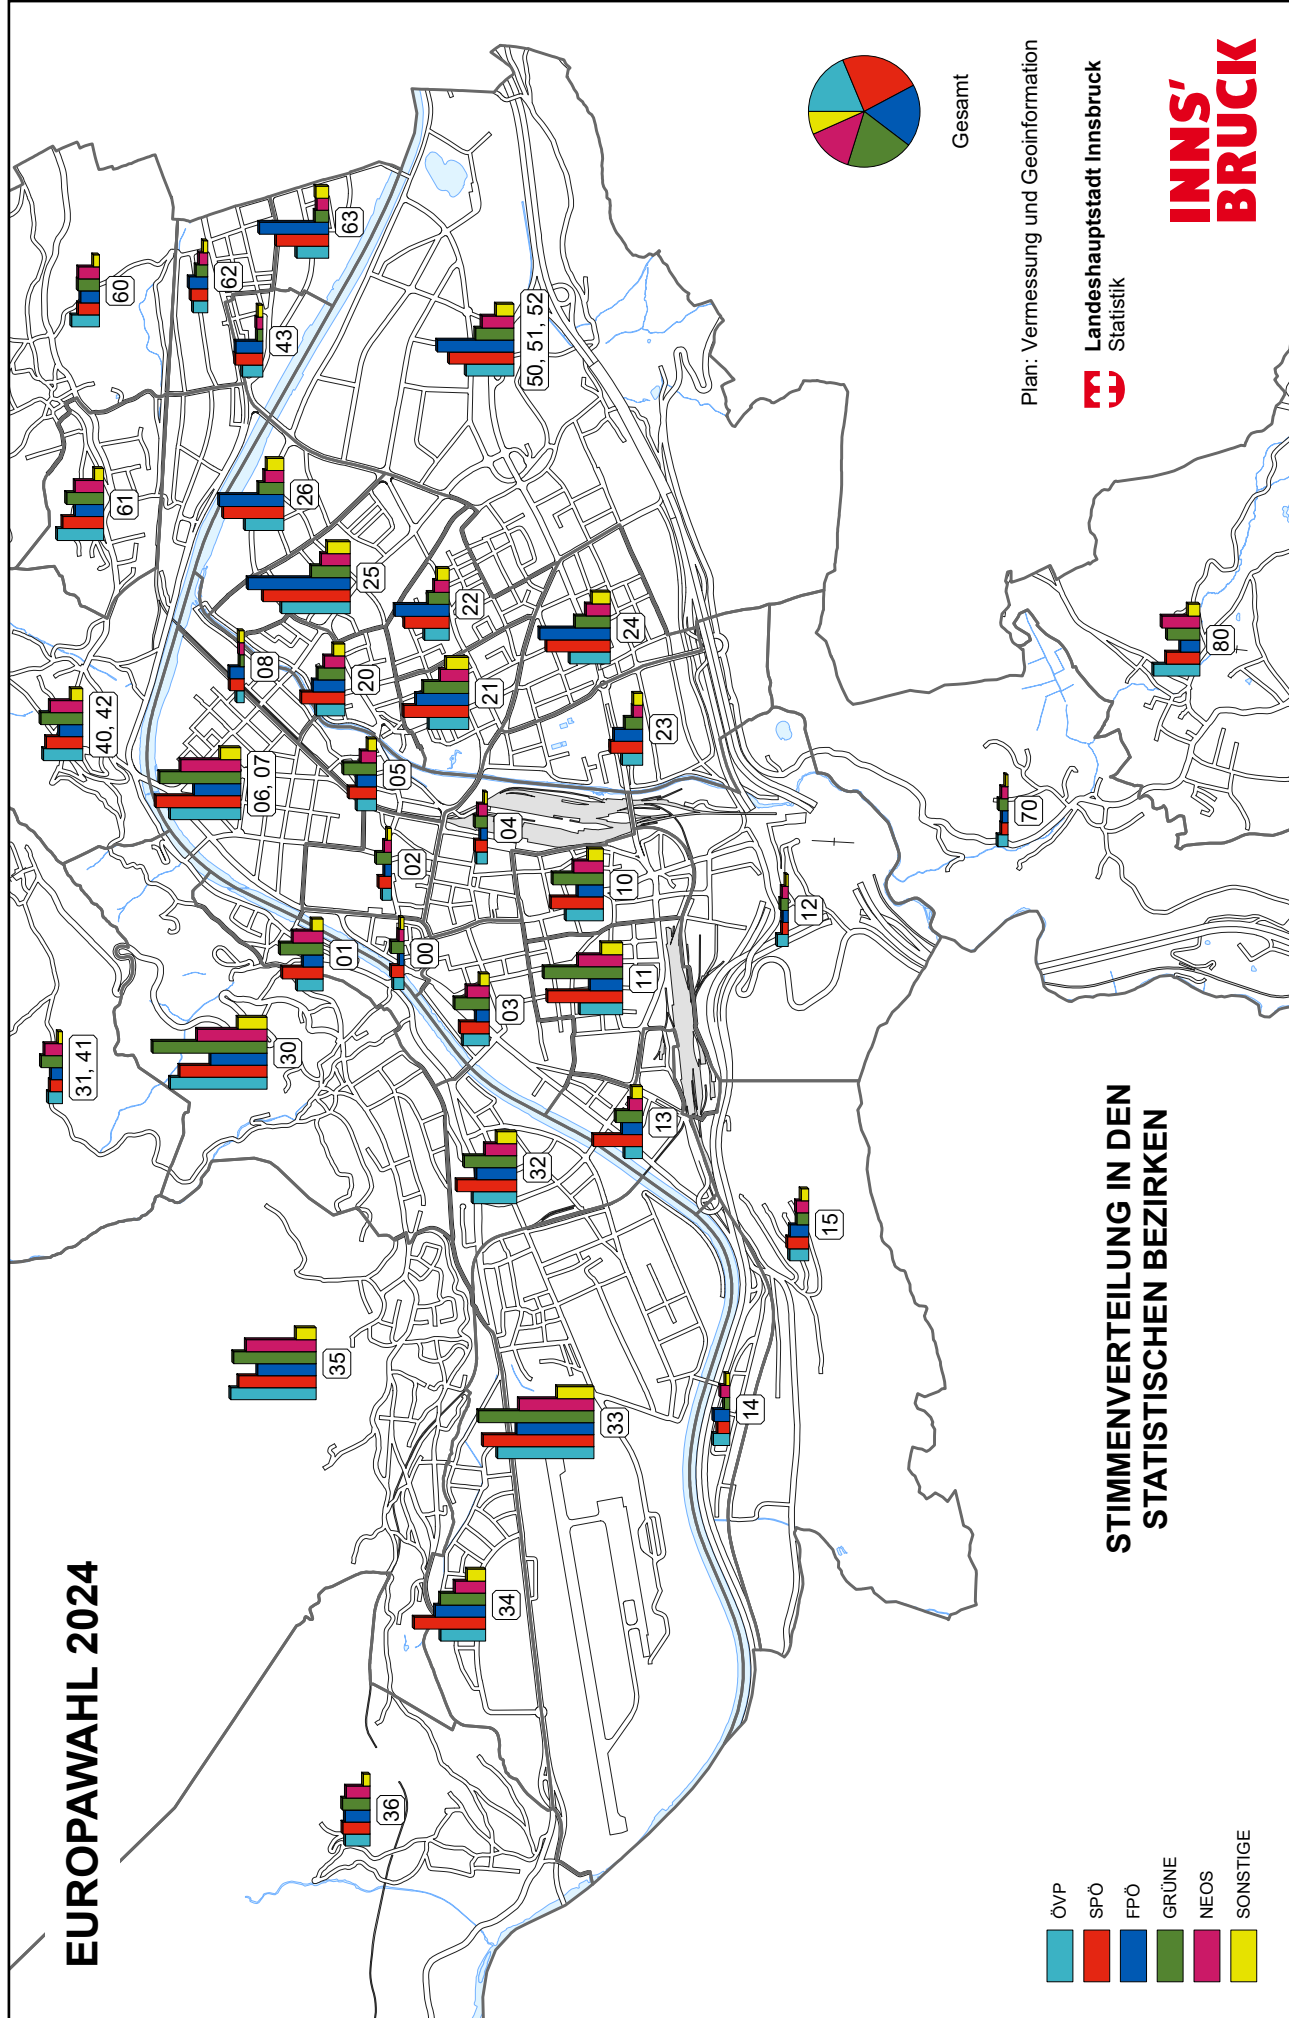 EUROPAWAHL 2024
36
34
35
33
14
15
30
31, 41
32
13
01
00
03
11
12
02
04
10
06, 07
05
40, 42
08
20
21
23
25
22
24
26
61
60
62
43
63
50, 51, 52
70
80
STIMMENVERTEILUNG IN DEN
STATISTISCHEN BEZIRKEN
ÖVP
SPÖ
FPÖ
GRÜNE
NEOS
SONSTIGE
Gesamt
Plan: Vermessung und Geoinformation
Landeshauptstadt Innsbruck
Statistik
INNS'
BRUCK